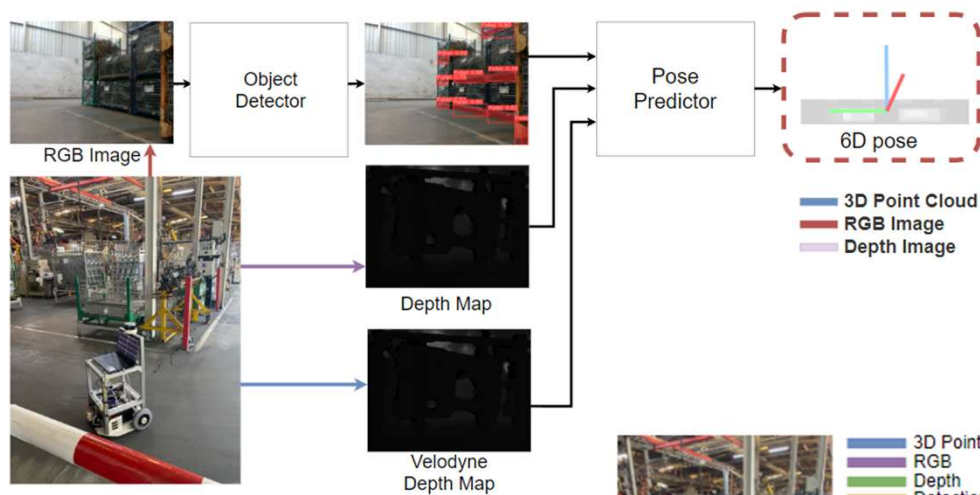 Object
Detector
Pose
Predictor
RGB Image
6D pose
3D Point Cloud
RGB Image
Depth Image
Depth Map
Velodyne
Depth Map
3D Point
RGB
Depth